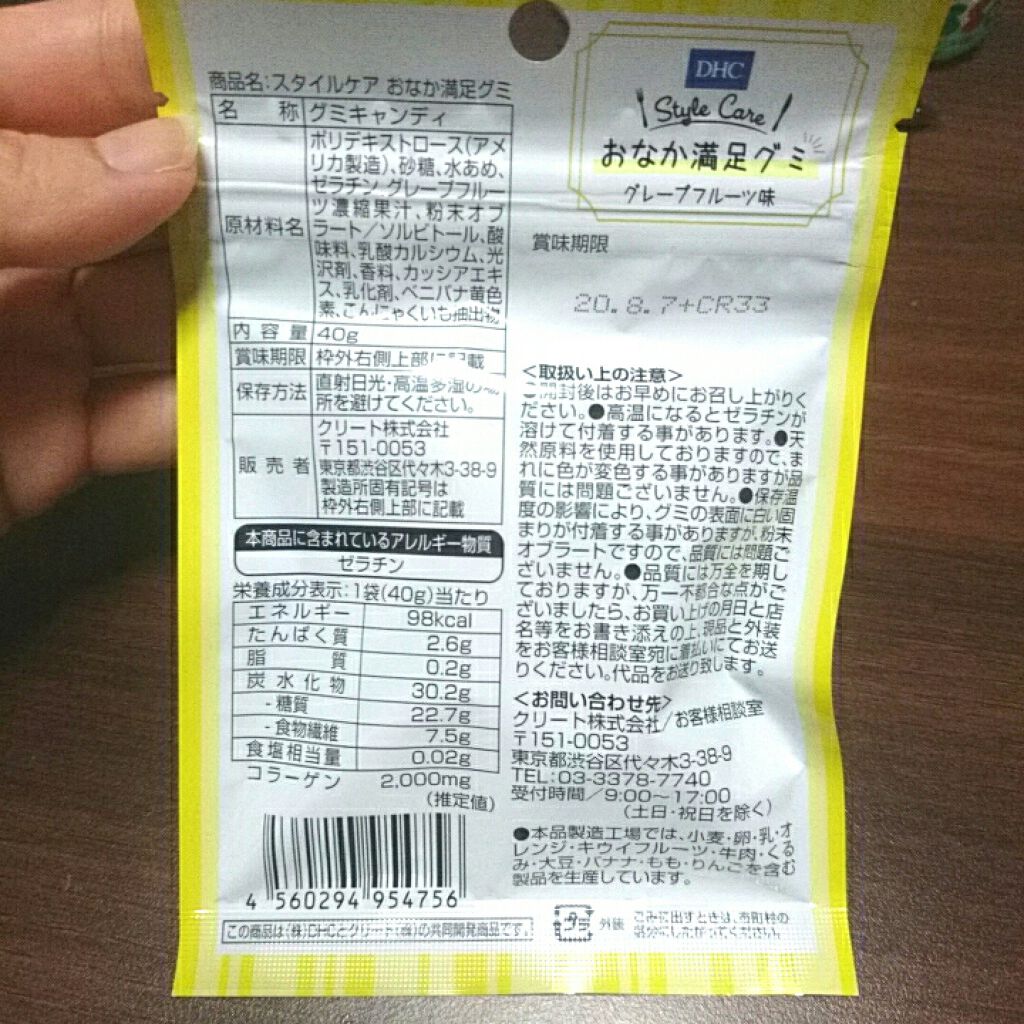 商品名:スタイルケア おなか満足グミ
名 称 グミキャンディ
原材料名
ポリデキストロース(アメ
リカ製造)、砂糖、水あめ、
ゼラチン グレープフルー
ツ濃縮果汁、粉末オブ
ラート/ソルビトール、酸
味料、乳酸カルシウム、光
沢剤、香料、カッシアエキ
ス、乳化剤、ベニバナ黄色
素、こんにゃくいも抽出物
内容量 40g
賞味期限 枠外右側上部に記載
保存方法
直射日光・高温多湿の場
所を避けてください。
販売者
クリート株式会社
〒151-0053
東京都渋谷区代々木3-38-9
製造所固有記号は
枠外右側上部に記載
本商品に含まれているアレルギー物質
ゼラチン
栄養成分表示:1袋(40g)当たり
エネルギー 98kcal
たんぱく質 2.6g
脂質 0.2g
炭水化物 30.2g
-糖質 22.7g
-食物繊維 7.5g
食塩相当量 0.02g
コラーゲン 2,000mg
(推定値)
4 560294 954756
この商品は(株)DHCとクリート(株)の共同開発商品です。
DHC
Style Care
おなか満足グミ
グレープフルーツ味
賞味期限
20.8.7+CR33
<取扱い上の注意>
●開封後はお早めにお召し上がりく
ださい。●高温になるとゼラチンが
溶けて付着する事があります。●天
然原料を使用しておりますので、ま
れに色が変色する事がありますが品
質には問題ございません。●保存温
度の影響により、グミの表面に白い固
まりが付着する事がありますが、粉末
オブラートですので、品質には問題ご
ざいません。●品質には万全を期し
ておりますが、万一不都合な点がご
ざいましたら、お買い上げの月日と店
名等をお書き添えの上、現品と外装
をお客様相談室宛に着払いにてお送
りください。代品をお送り致します。
<お問い合わせ先>
クリート株式会社/お客様相談室
〒151-0053
東京都渋谷区代々木3-38-9
TEL:03-3378-7740
受付時間/9:00~17:00
(土日・祝日を除く)
●本品製造工場では、小麦・卵・乳・オ
レンジ・キウイフルーツ・牛肉・くる
み・大豆・バナナ・もも・りんごを含む
製品を生産しています。
プラ 外装 ごみに出すときは、市町村の
区分にしたがってください。